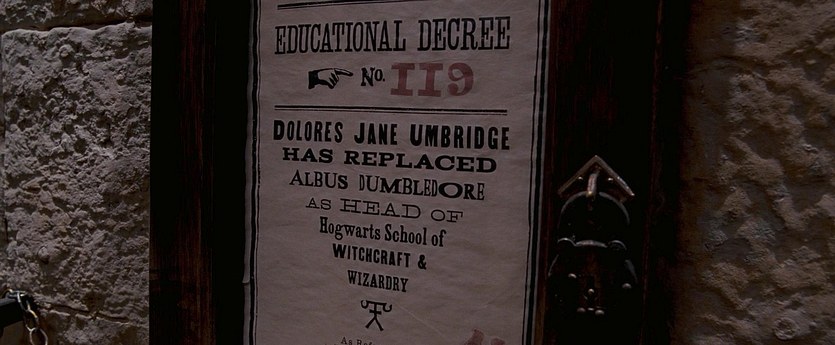 EDUCATIONAL DECREE
No. 119
DOLORES JANE UMBRIDGE
HAS REPLACED
ALBUS DUMBLEDORE
AS HEAD OF
Hogwarts School of
WITCHCRAFT &
WIZARDRY
As